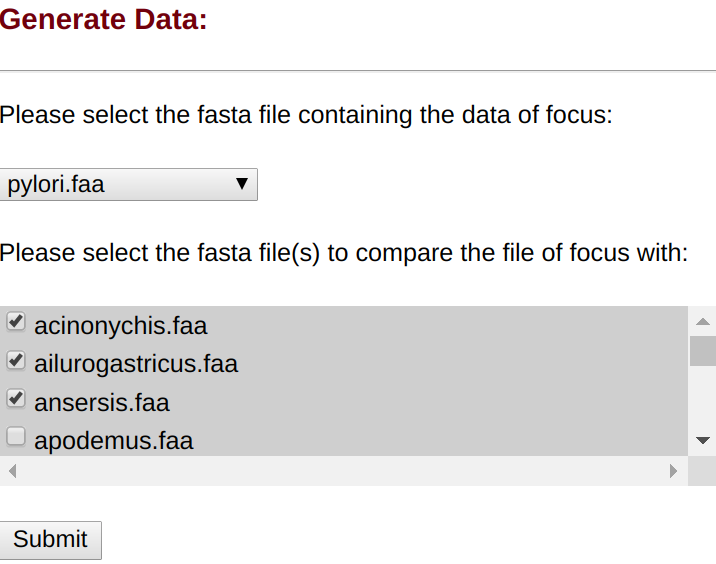 Generate Data:
Please select the fasta file containing the data of focus:
pylori.faa
Please select the fasta file(s) to compare the file of focus with:
acinonychis.faa
ailurogastricus.faa
ansersis.faa
apodemus.faa
Submit